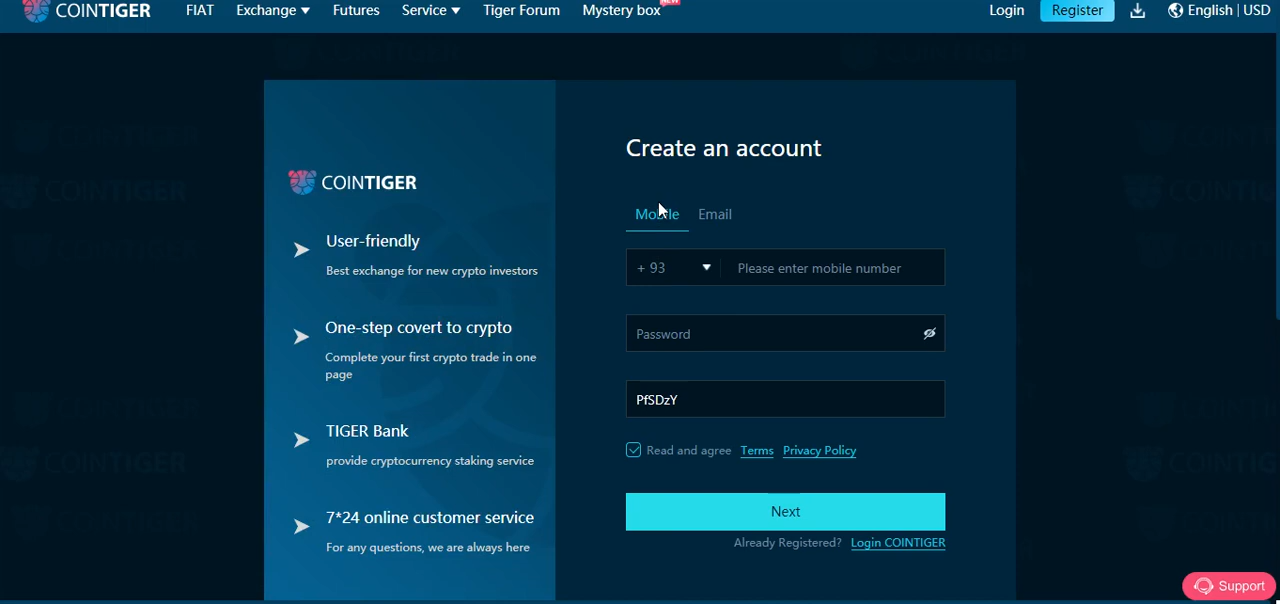 COINTIGER FIAT Exchange Futures Service Tiger Forum Mystery box NEW Login Register English | USD
COINTIGER
User-friendly
Best exchange for new crypto investors
One-step covert to crypto
Complete your first crypto trade in one
page
TIGER Bank
provide cryptocurrency staking service
7*24 online customer service
For any questions, we are always here
Create an account
Mobile Email
+ 93 Please enter mobile number
Password
PfSDzY
Read and agree Terms Privacy Policy
Next
Already Registered? Login COINTIGER
Support
COINTIGER
COINTIGER